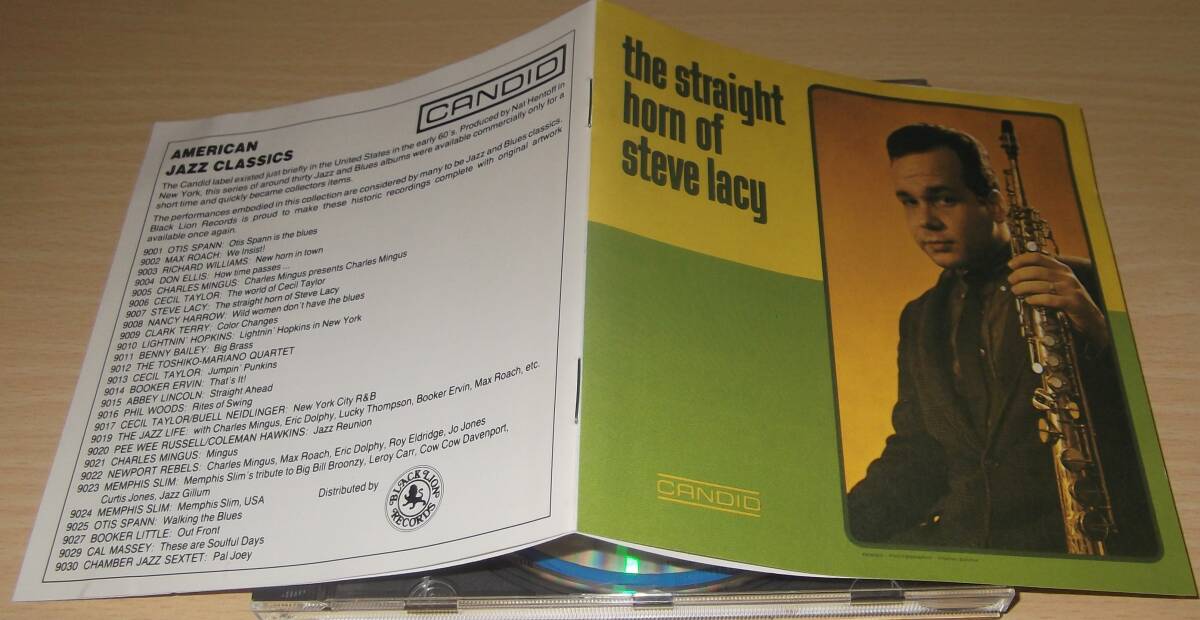 CANDID
AMERICAN
JAZZ CLASSICS
The Candid label existed just briefly in the United States in the early 60's. Produced by Nat Hentoff in
New York, this series of around thirty Jazz and Blues albums were available commercially only for a
short time and quickly became collectors items.
The performances embodied in this collection are considered by many to be Jazz and Blues classics.
Black Lion Records is proud to make these historic recordings complete with original artwork
available once again.
9001 OTIS SPANN: Otis Spann is the blues
9002 MAX ROACH: We Insist!
9003 RICHARD WILLIAMS: New horn in town
9004 DON ELLIS: How time passes ...
9005 CHARLES MINGUS: Charles Mingus presents Charles Mingus
9006 CECIL TAYLOR: The world of Cecil Taylor
9007 STEVE LACY: The straight horn of Steve Lacy
9008 NANCY HARROW: Wild women don't have the blues
9009 CLARK TERRY: Color Changes
9010 LIGHTNIN' HOPKINS: Lightnin' Hopkins in New York
9011 BENNY BAILEY: Big Brass
9012 THE TOSHIKO-MARIANO QUARTET
9013 CECIL TAYLOR: Jumpin' Punkins
9014 BOOKER ERVIN: That's It!
9015 ABBEY LINCOLN: Straight Ahead
9016 PHIL WOODS: Rites of Swing
9017 CECIL TAYLOR/BUELL NEIDLINGER: New York City R&B
9019 THE JAZZ LIFE: with Charles Mingus, Eric Dolphy, Lucky Thompson, Booker Ervin, Max Roach, etc.
9020 PEE WEE RUSSELL/COLEMAN HAWKINS: Jazz Reunion
9021 CHARLES MINGUS: Mingus
9022 NEWPORT REBELS: Charles Mingus, Max Roach, Eric Dolphy, Roy Eldridge, Jo Jones
9023 MEMPHIS SLIM: Memphis Slim's tribute to Big Bill Broonzy, Leroy Carr, Cow Cow Davenport,
Curtis Jones, Jazz Gillum
9024 MEMPHIS SLIM: Memphis Slim, USA
9025 OTIS SPANN: Walking the Blues
9027 BOOKER LITTLE: Out Front
9029 CAL MASSEY: These are Soulful Days
9030 CHAMBER JAZZ SEXTET: Pal Joey
Distributed by
BLACK LION
RECORDS
the straight
horn of
steve lacy
CANDID